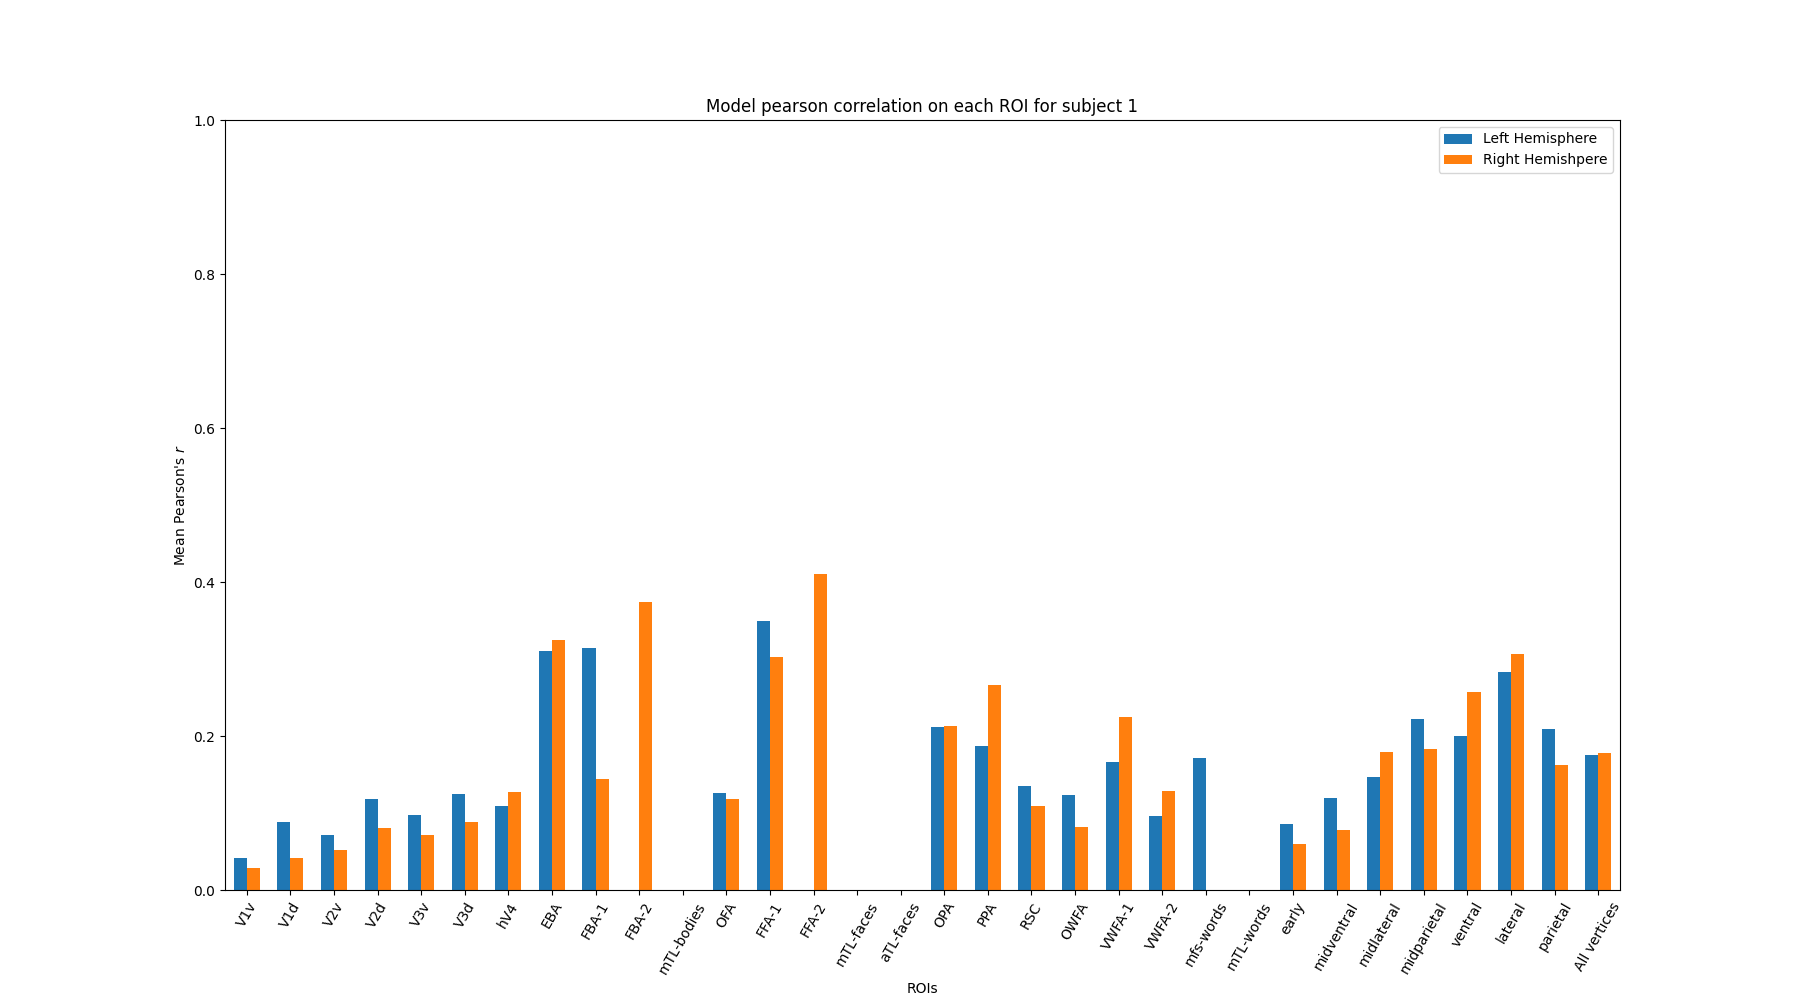 Model pearson correlation on each ROI for subject 1
Left Hemisphere
Right Hemishpere
1.0
0.8
0.6
0.4
0.2
0.0
Mean Pearson's r
V1v
V1d
V2v
V2d
V3v
V3d
hV4
EBA
FBA-1
FBA-2
mTL-bodies
OFA
FFA-1
FFA-2
mTL-faces
aTL-faces
OPA
PPA
RSC
OWFA
VWFA-1
VWFA-2
mfs-words
mTL-words
early
midventral
midlateral
midparietal
ventral
lateral
parietal
All vertices
ROIs